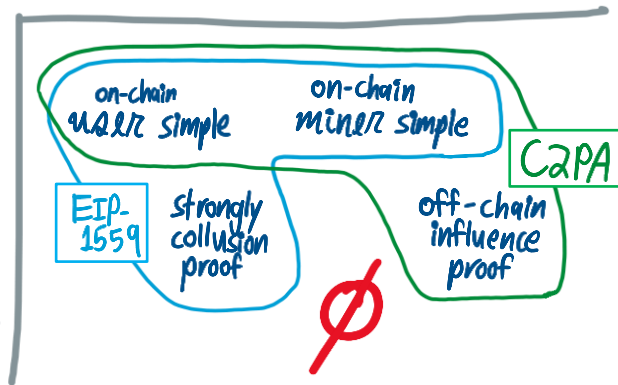 on-chain
user simple
on-chain
miner simple
C2PA
EIP-
1559
strongly
collusion
proof
off-chain
influence
proof
Ø